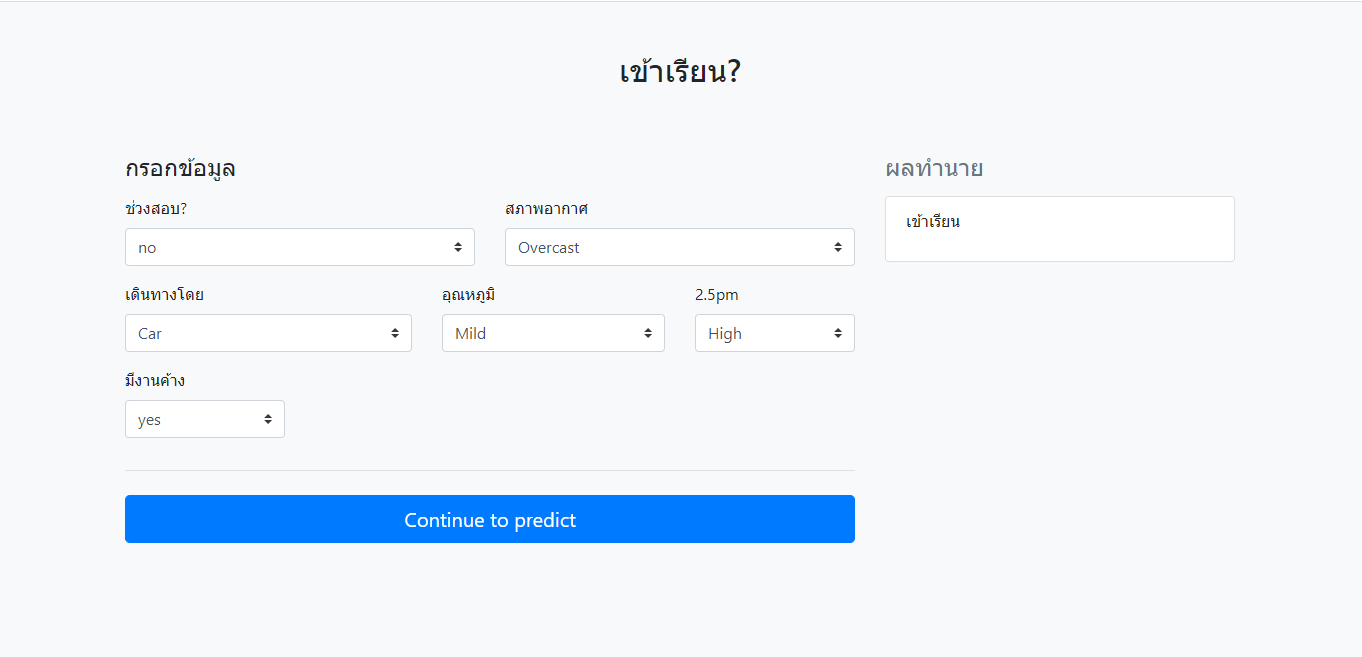 เข้าเรียน?
กรอกข้อมูล
ช่วงสอบ?
no
สภาพอากาศ
Overcast
เดินทางโดย
Car
อุณหภูมิ
Mild
2.5pm
High
มีงานค้าง
yes
Continue to predict
ผลทำนาย
เข้าเรียน